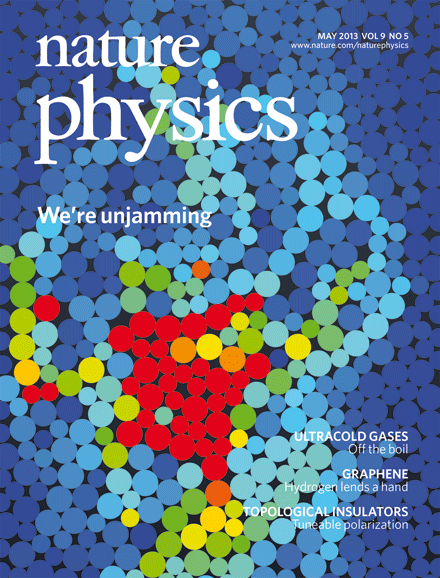 nature
physics
MAY 2013 VOL 9 NO 5
www.nature.com/naturephysics
We're unjamming
ULTRACOLD GASES
Off the boil
GRAPHENE
Hydrogen lends a hand
TOPOLOGICAL INSULATORS
Tuneable polarization